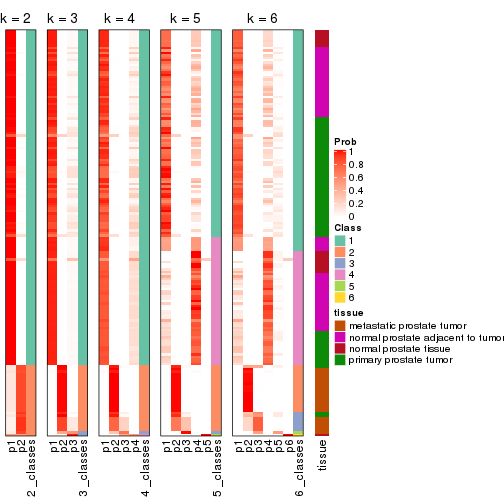 k = 2
k = 3
k = 4
k = 5
k = 6
Prob
1
0.8
0.6
0.4
0.2
0
Class
1
2
3
4
5
6
tissue
metastatic prostate tumor
normal prostate adjacent to tumor
normal prostate tissue
primary prostate tumor
p1
p2
2_classes
p1
p2
p3
3_classes
p1
p2
p3
p4
4_classes
p1
p2
p3
p4
p5
5_classes
p1
p2
p3
p4
p5
p6
6_classes
tissue